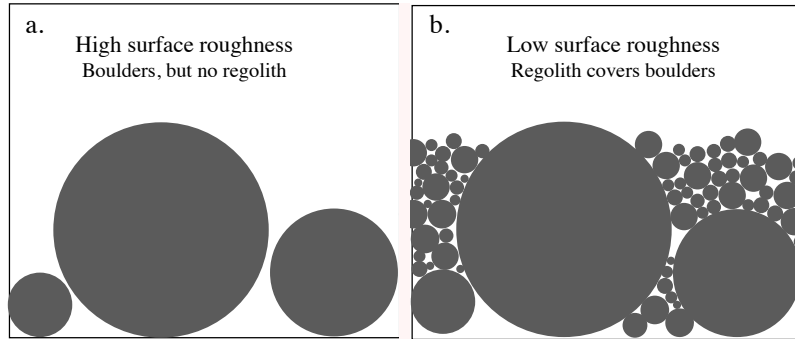 a.
High surface roughness
Boulders, but no regolith
b.
Low surface roughness
Regolith covers boulders